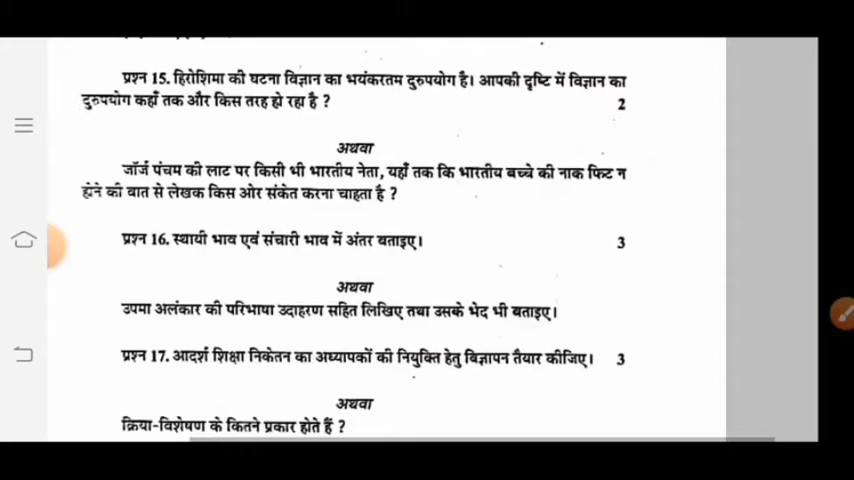 प्रश्न 15. हिरोशिमा की घटना विज्ञान का भयंकरतम दुरुपयोग है। आपकी दृष्टि में विज्ञान का
दुरुपयोग कहाँ तक और किस तरह हो रहा है ? 2
अथवा
जॉर्ज पंचम की लाट पर किसी भी भारतीय नेता, यहाँ तक कि भारतीय बच्चे की नाक फिट न
होने की बात से लेखक किस ओर संकेत करना चाहता है ?
प्रश्न 16. स्थायी भाव एवं संचारी भाव में अंतर बताइए। 3
अथवा
उपमा अलंकार की परिभाषा उदाहरण सहित लिखिए तथा उसके भेद भी बताइए।
प्रश्न 17. आदर्श शिक्षा निकेतन का अध्यापकों की नियुक्ति हेतु विज्ञापन तैयार कीजिए। 3
अथवा
क्रिया-विशेषण के कितने प्रकार होते हैं ?